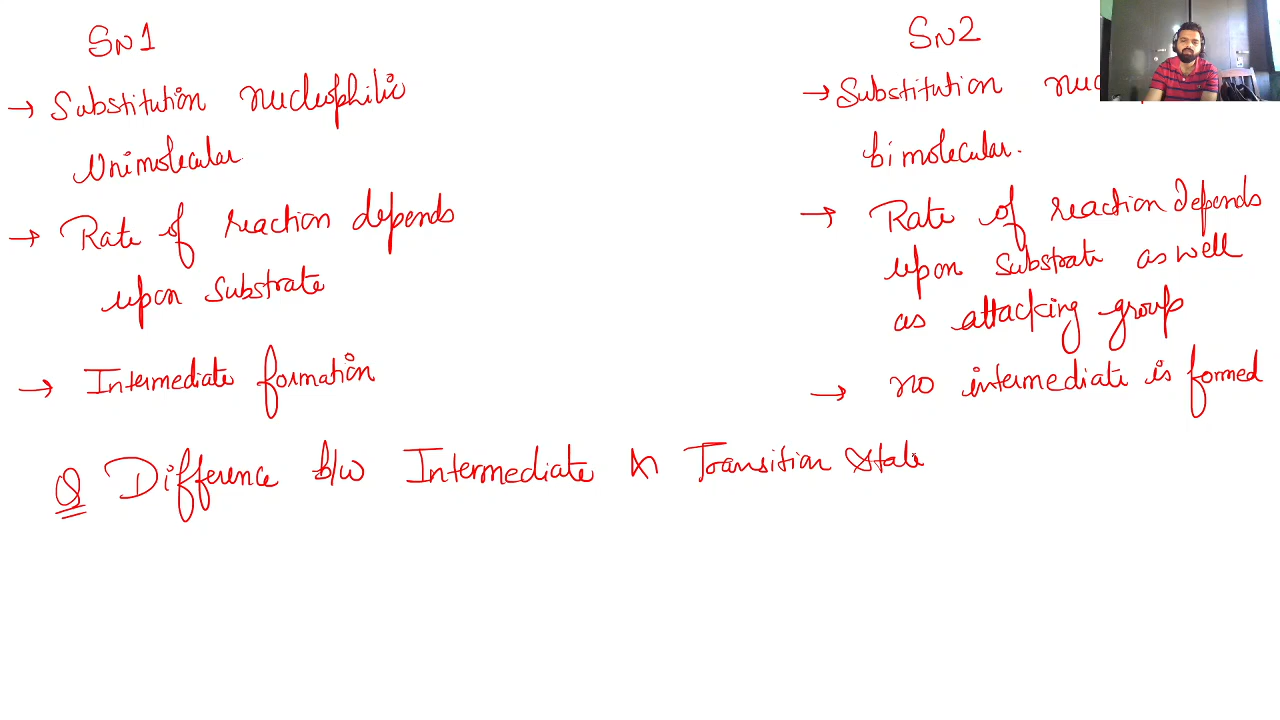 SN1
→ Substitution nucleophilic
Unimolecular
→ Rate of reaction depends
upon substrate
→ Intermediate formation
SN2
→ Substitution
bimolecular.
→ Rate of reaction depends
upon substrate as well
as attacking group
→ no intermediate is formed
Q Difference b/w Intermediate & Transition state